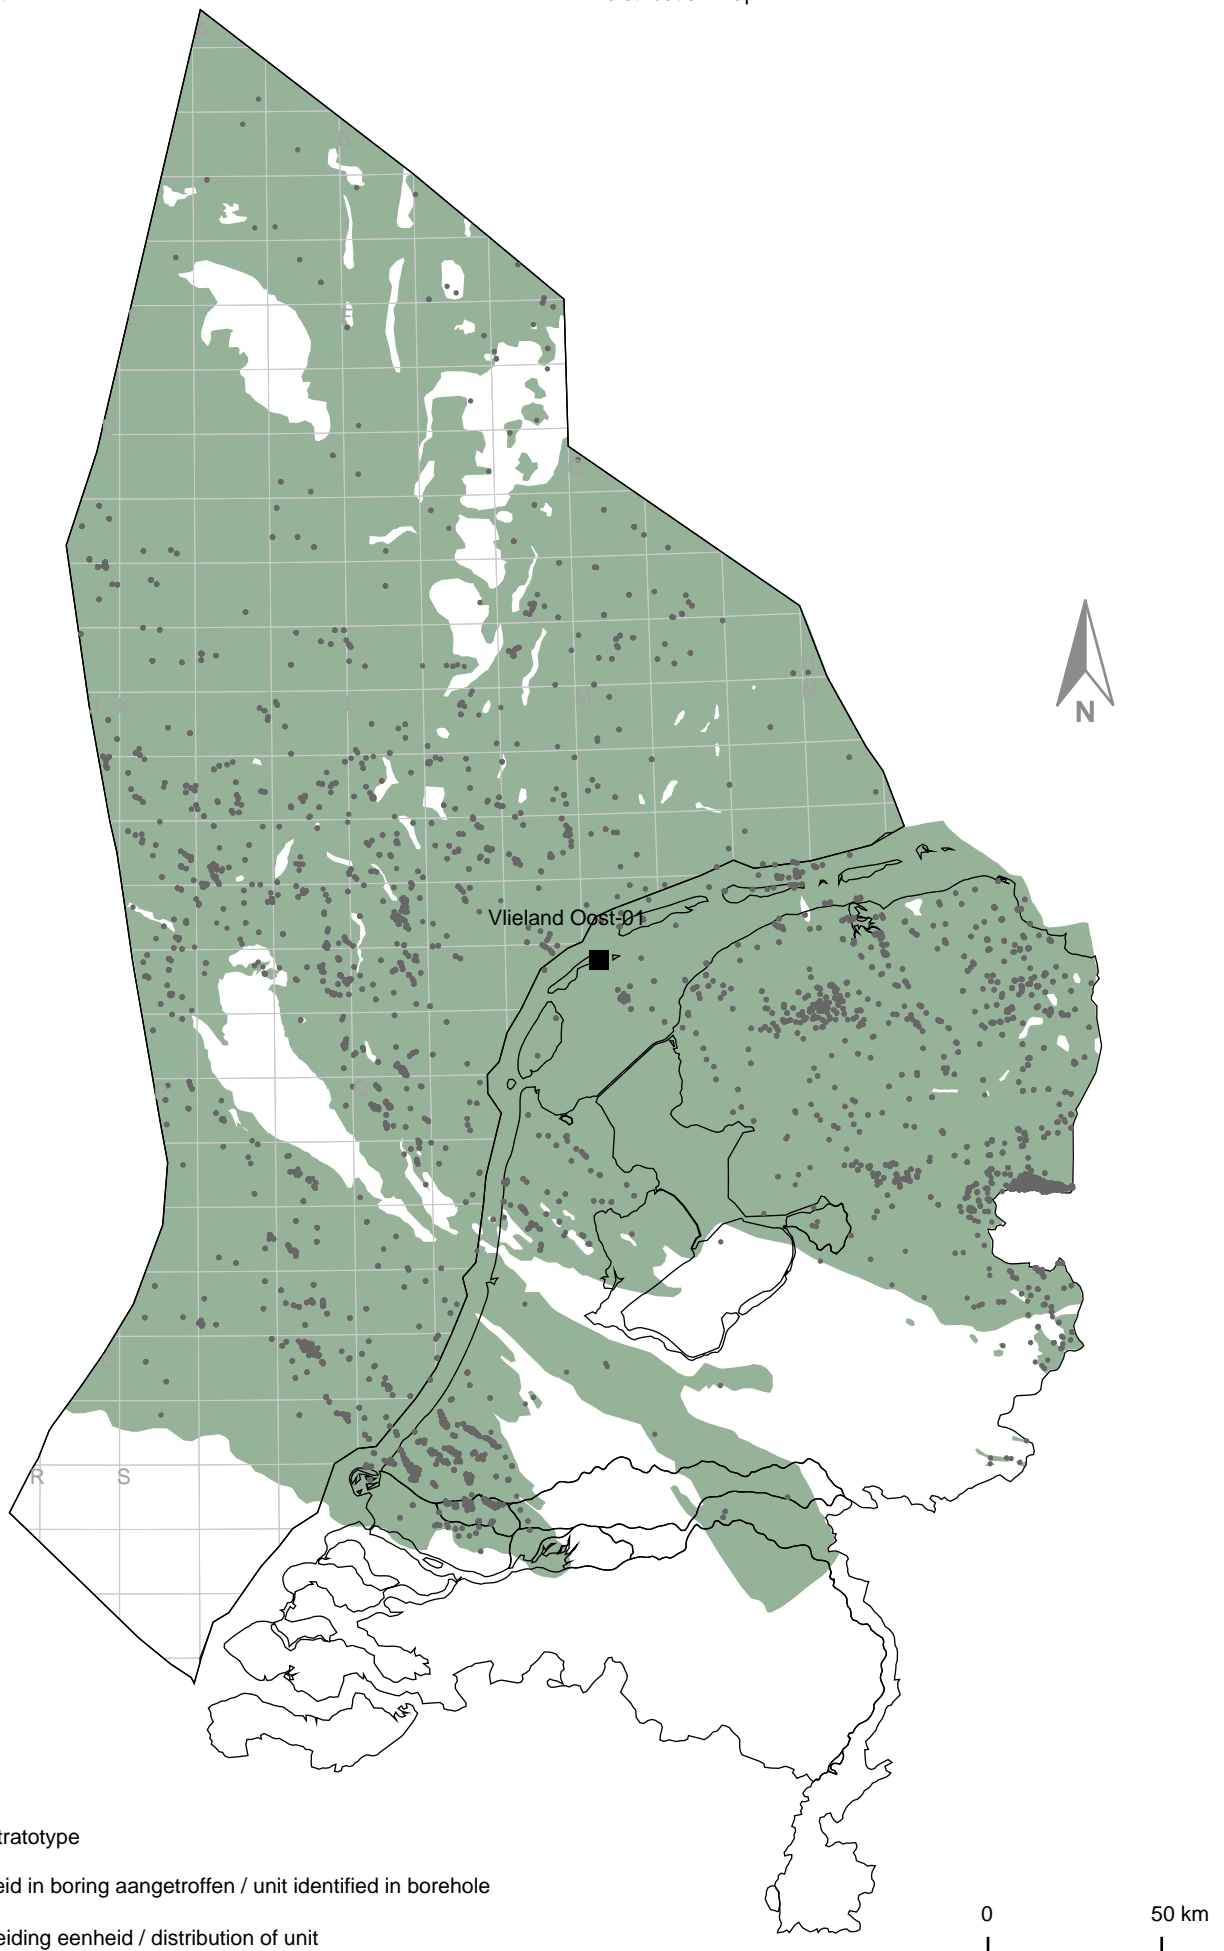 A
B
E
F
D
G
H
N
J
K
L
M
Vlieland Oost-01
Q
O
R
S
N
tratotype
eid in boring aangetroffen / unit identified in borehole
eiding eenheid / distribution of unit
0
50 km